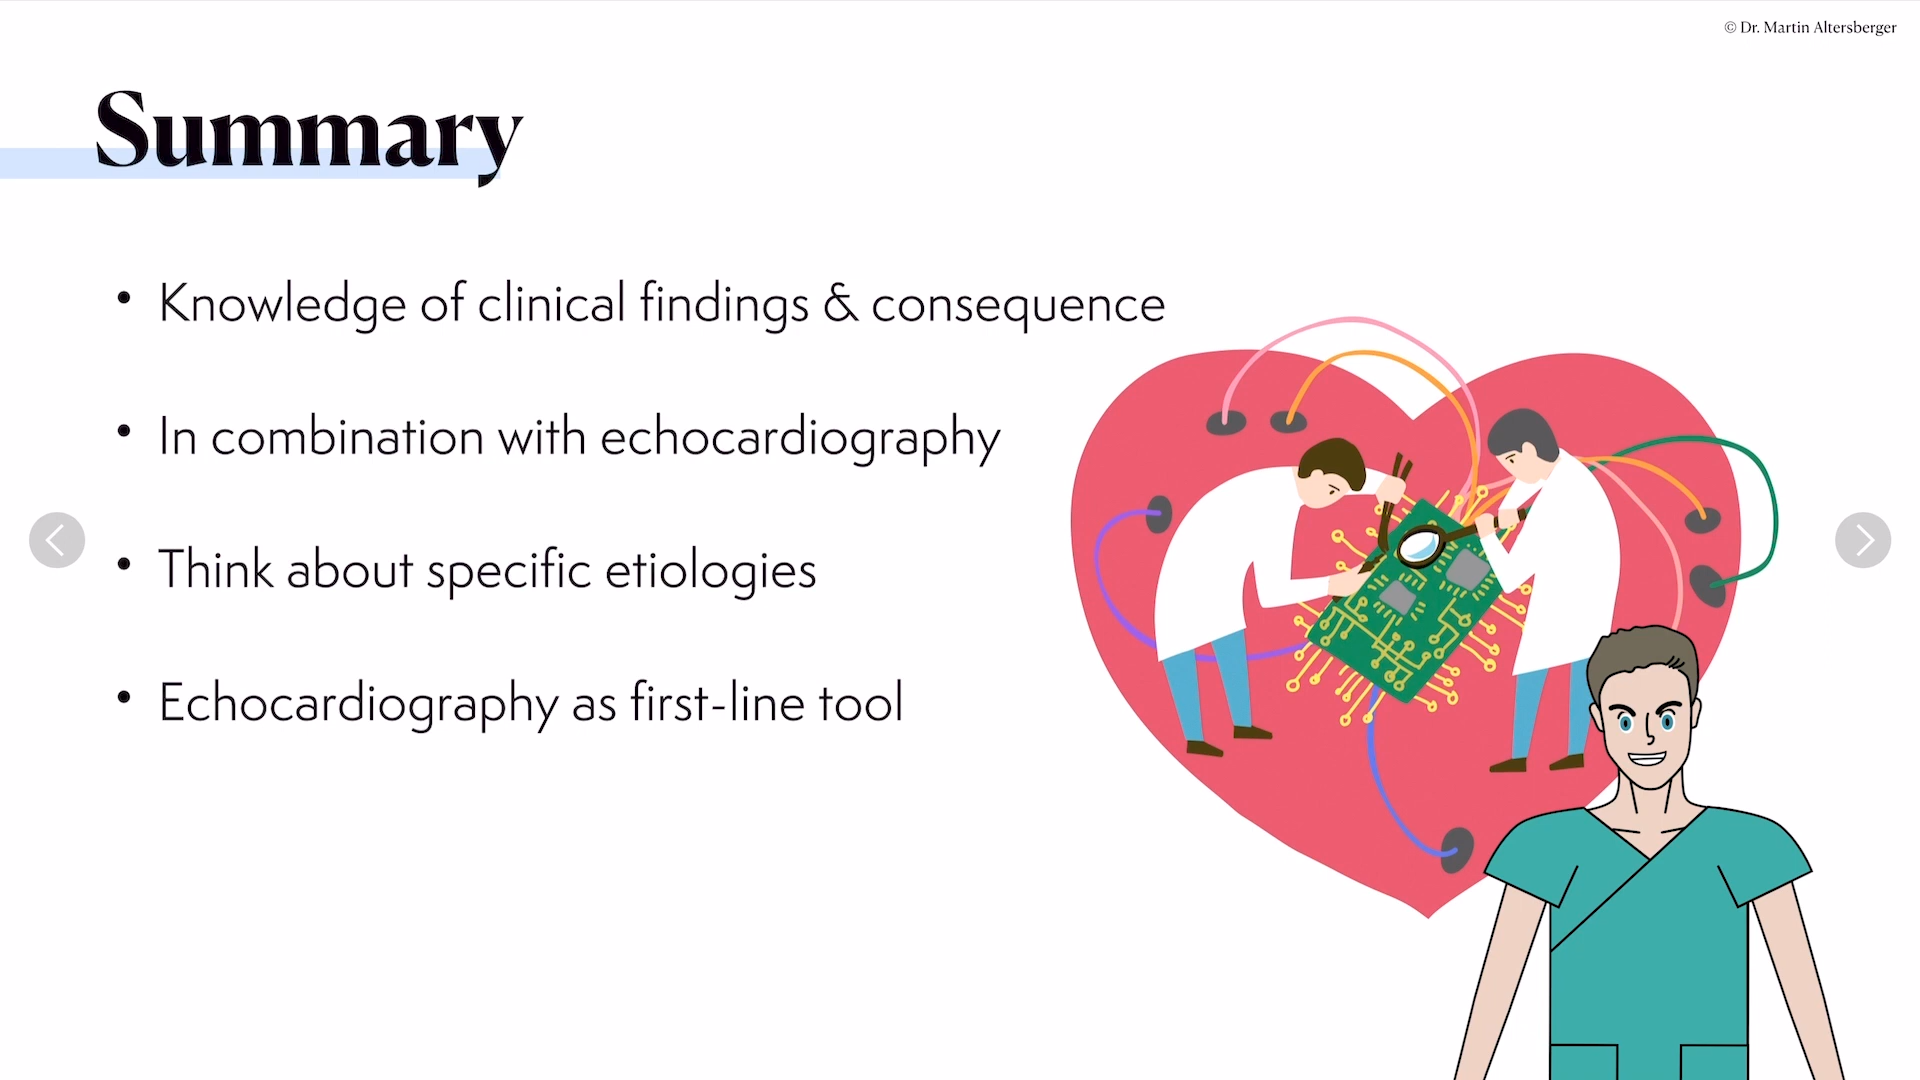 © Dr. Martin Altersberger
Summary
• Knowledge of clinical findings & consequence
• In combination with echocardiography
• Think about specific etiologies
• Echocardiography as first-line tool